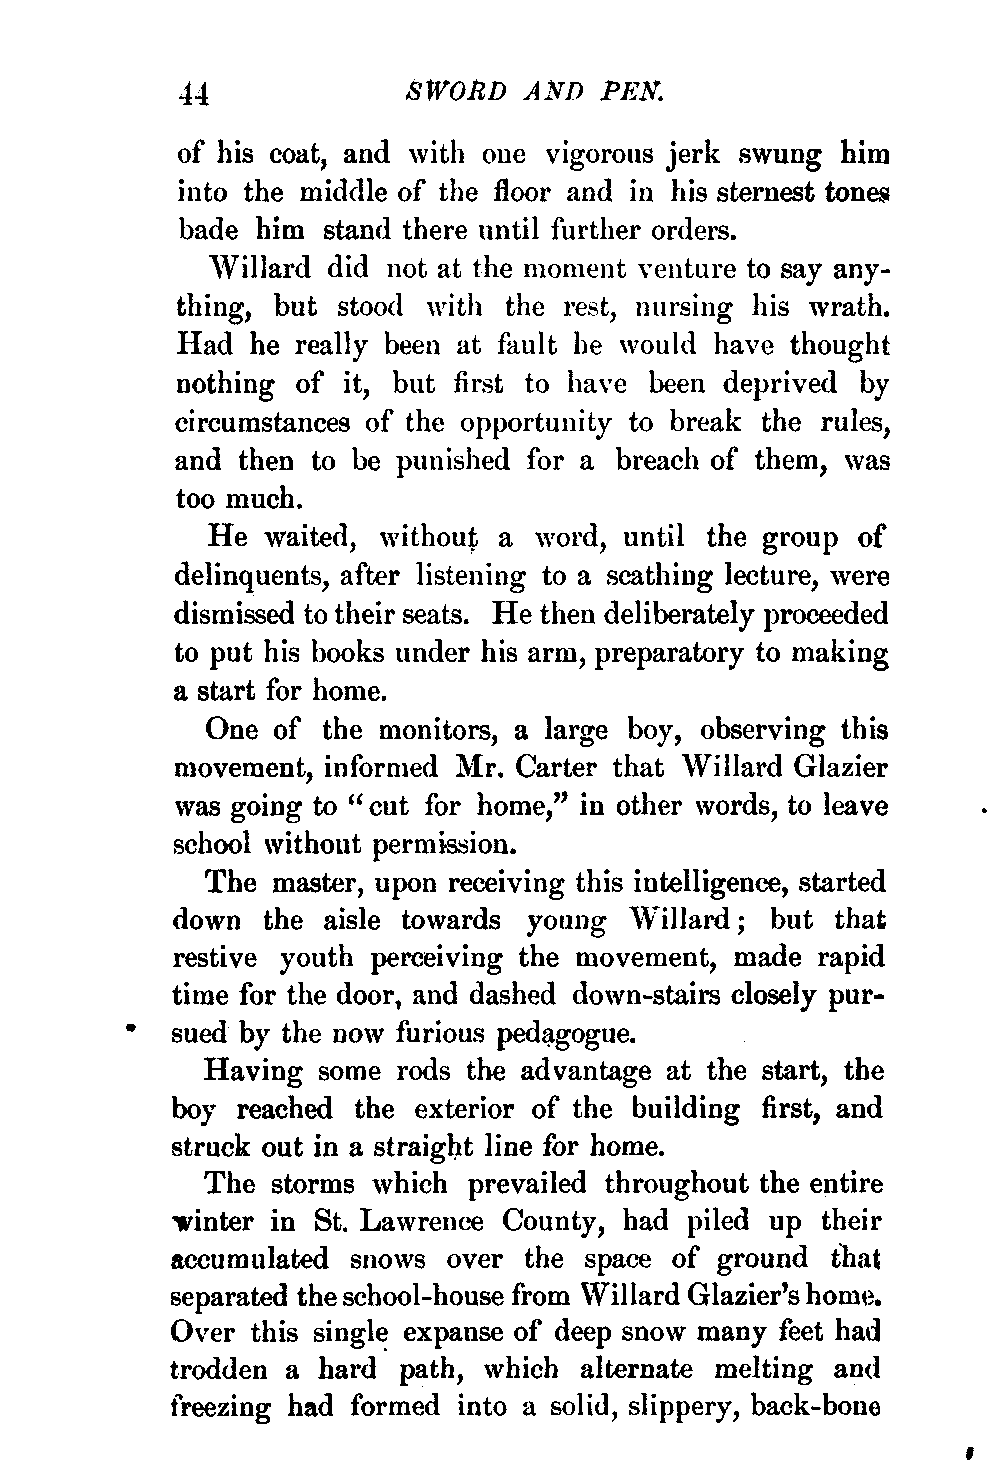 44 SWORD AND PEN.
of his coat, and with one vigorous jerk swung him
into the middle of the floor and in his sternest tones
bade him stand there until further orders.
Willard did not at the moment venture to say any-
thing, but stood with the rest, nursing his wrath.
Had he really been at fault he would have thought
nothing of it, but first to have been deprived by
circumstances of the opportunity to break the rules,
and then to be punished for a breach of them, was
too much.
He waited, without a word, until the group of
delinquents, after listening to a scathing lecture, were
dismissed to their seats. He then deliberately proceeded
to put his books under his arm, preparatory to making
a start for home.
One of the monitors, a large boy, observing this
movement, informed Mr. Carter that Willard Glazier
was going to "cut for home," in other words, to leave
school without permission.
The master, upon receiving this intelligence, started
down the aisle towards young Willard; but that
restive youth perceiving the movement, made rapid
time for the door, and dashed down-stairs closely pur-
sued by the now furious pedagogue.
Having some rods the advantage at the start, the
boy reached the exterior of the building first, and
struck out in a straight line for home.
The storms which prevailed throughout the entire
winter in St. Lawrence County, had piled up their
accumulated snows over the space of ground that
separated the school-house from Willard Glazier's home.
Over this single expanse of deep snow many feet had
trodden a hard path, which alternate melting and
freezing had formed into a solid, slippery, back-bone